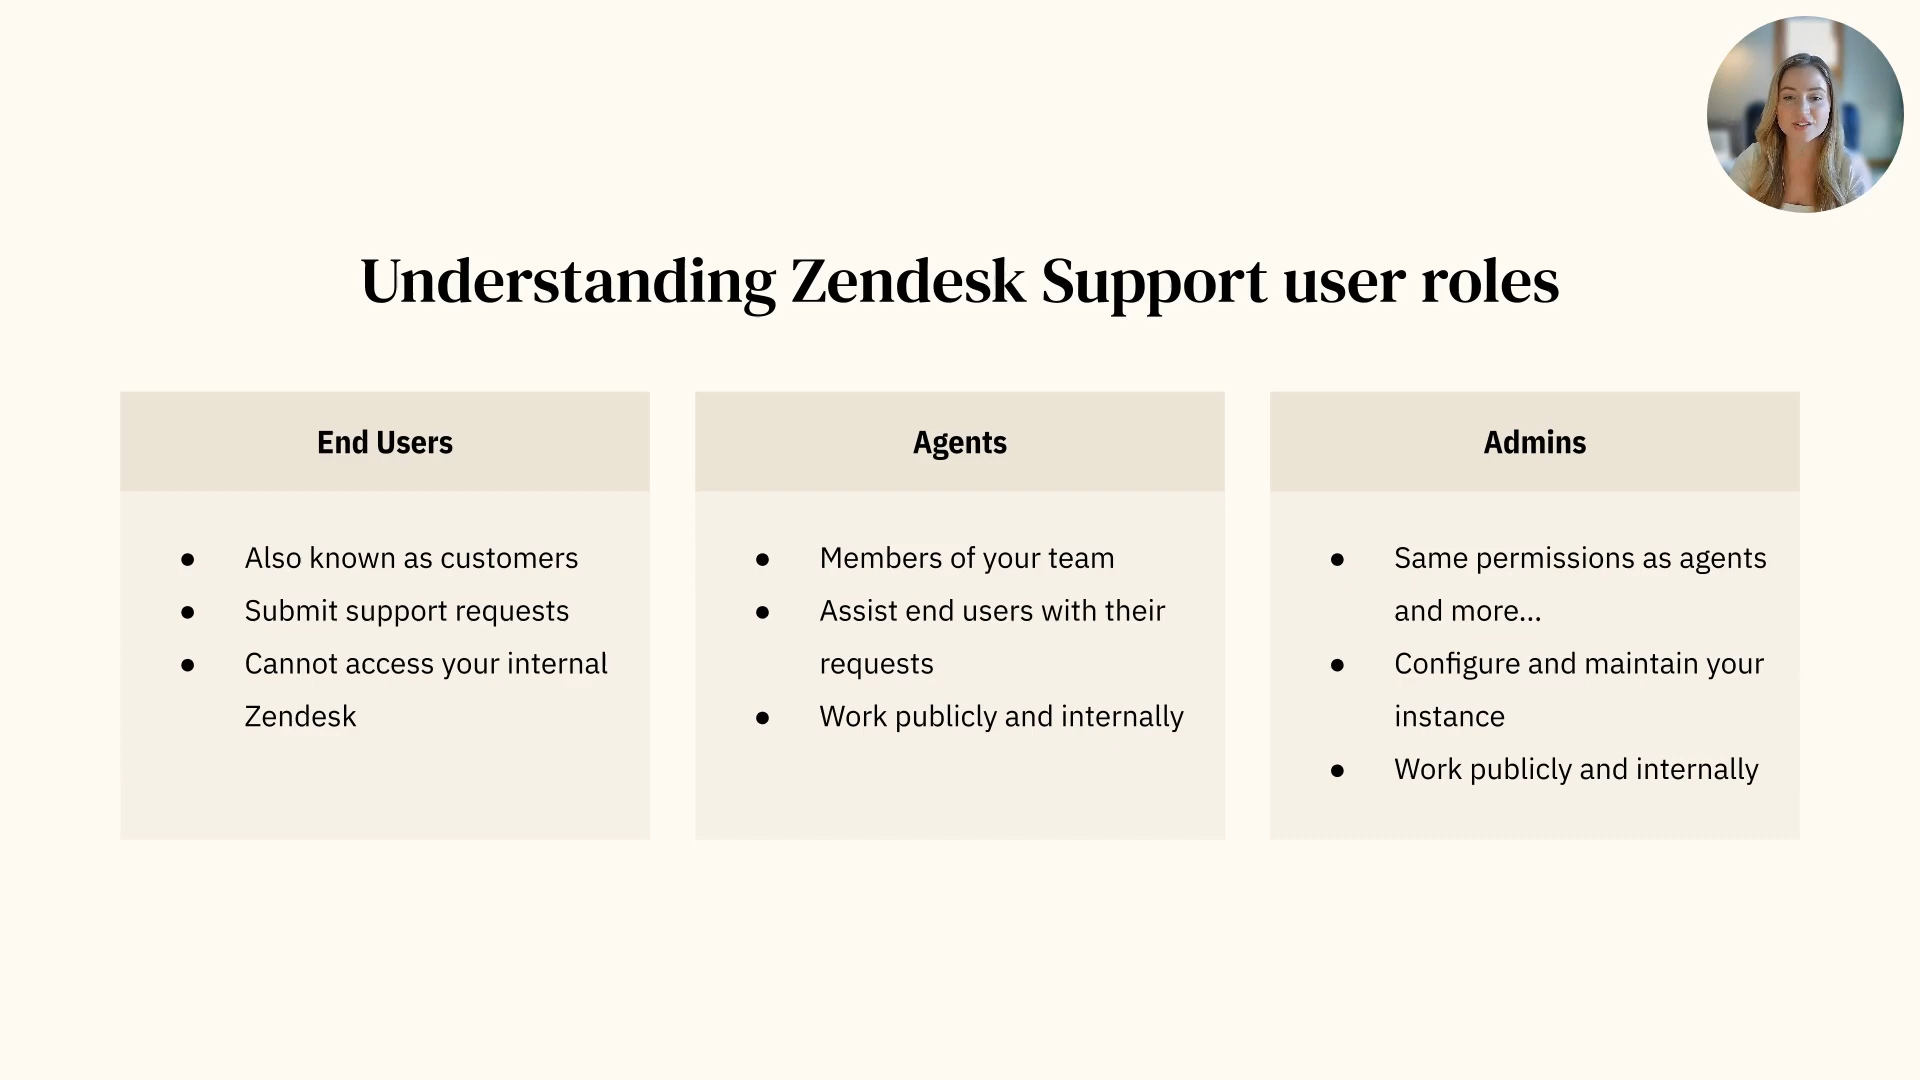 Understanding Zendesk Support user roles
End Users
● Also known as customers
● Submit support requests
● Cannot access your internal
Zendesk
Agents
● Members of your team
● Assist end users with their
requests
● Work publicly and internally
Admins
● Same permissions as agents
and more...
● Configure and maintain your
instance
● Work publicly and internally